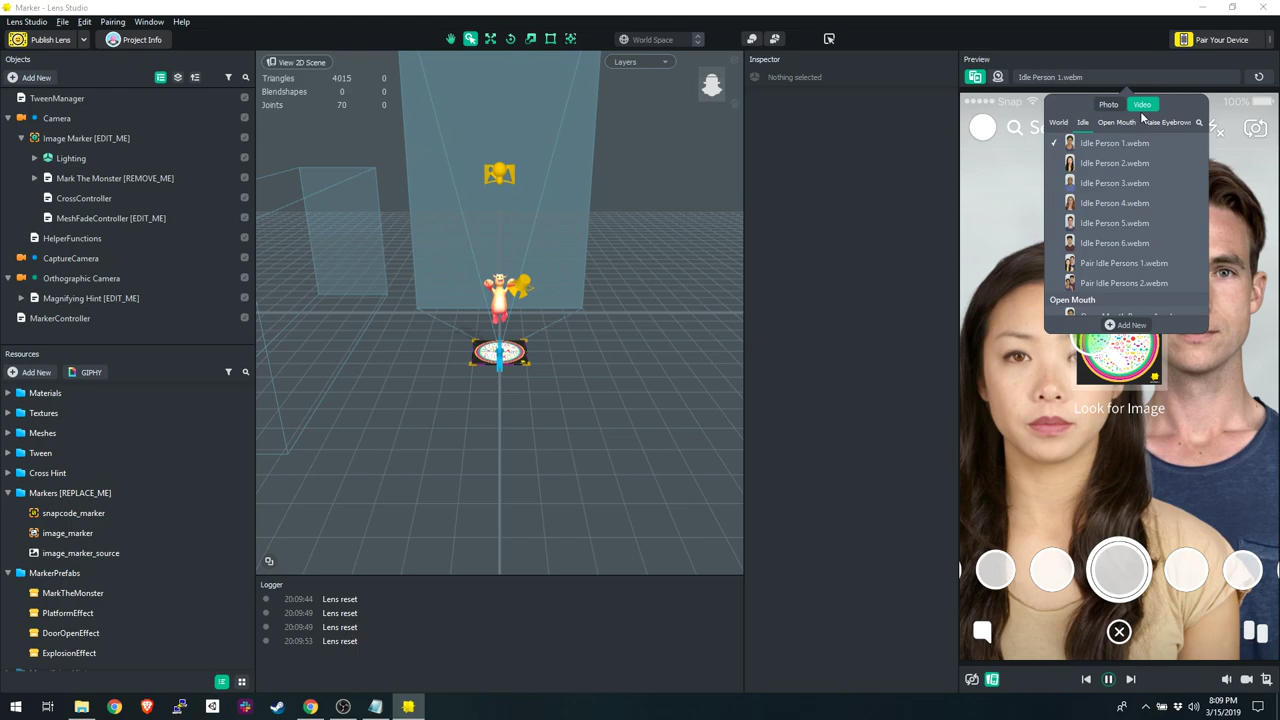 Marker - Lens Studio
Lens Studio File Edit Pairing Window Help
Publish Lens Project Info World Space Pair Your Device
Objects
Add New
TweenManager
Camera
Image Marker [EDIT_ME]
Lighting
Mark The Monster [REMOVE_ME]
CrossController
MeshFadeController [EDIT_ME]
HelperFunctions
CaptureCamera
Orthographic Camera
Magnifying Hint [EDIT_ME]
MarkerController
Resources
Add New GIPHY
Materials
Textures
Meshes
Tween
Cross Hint
Markers [REPLACE_ME]
snapcode_marker
image_marker
image_marker_source
MarkerPrefabs
MarkTheMonster
PlatformEffect
DoorOpenEffect
ExplosionEffect
View 2D Scene Layers
Triangles 4015 0
Blendshapes 0 0
Joints 70 0
Logger
20:09:44 Lens reset
20:09:49 Lens reset
20:09:49 Lens reset
20:09:53 Lens reset
Inspector
Nothing selected
Preview
Idle Person 1.webm
Snap 100%
Photo Video
World Idle Open Mouth Raise Eyebrows
Idle Person 1.webm
Idle Person 2.webm
Idle Person 3.webm
Idle Person 4.webm
Idle Person 5.webm
Idle Person 6.webm
Pair Idle Persons 1.webm
Pair Idle Persons 2.webm
Open Mouth
Add New
Look for Image
8:09 PM
3/15/2019